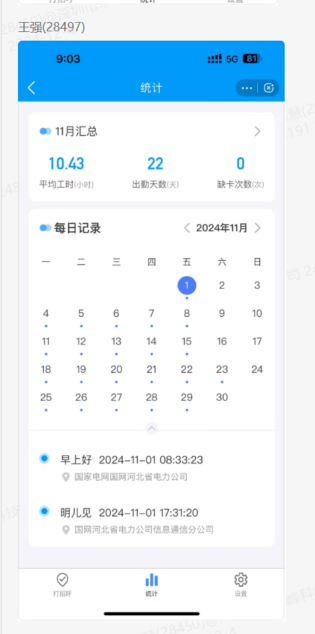 王强(28497)
9:03
5G 81
统计
11月汇总
10.43 22 0
平均工时(小时) 出勤天数(天) 缺卡次数(次)
每日记录 2024年11月
一 二 三 四 五 六 日
1 2 3
4 5 6 7 8 9 10
11 12 13 14 15 16 17
18 19 20 21 22 23 24
25 26 27 28 29 30
早上好 2024-11-01 08:33:23
国家电网国网河北省电力公司
明儿见 2024-11-01 17:31:20
国网河北省电力公司信息通信分公司
打招呼 统计 设置